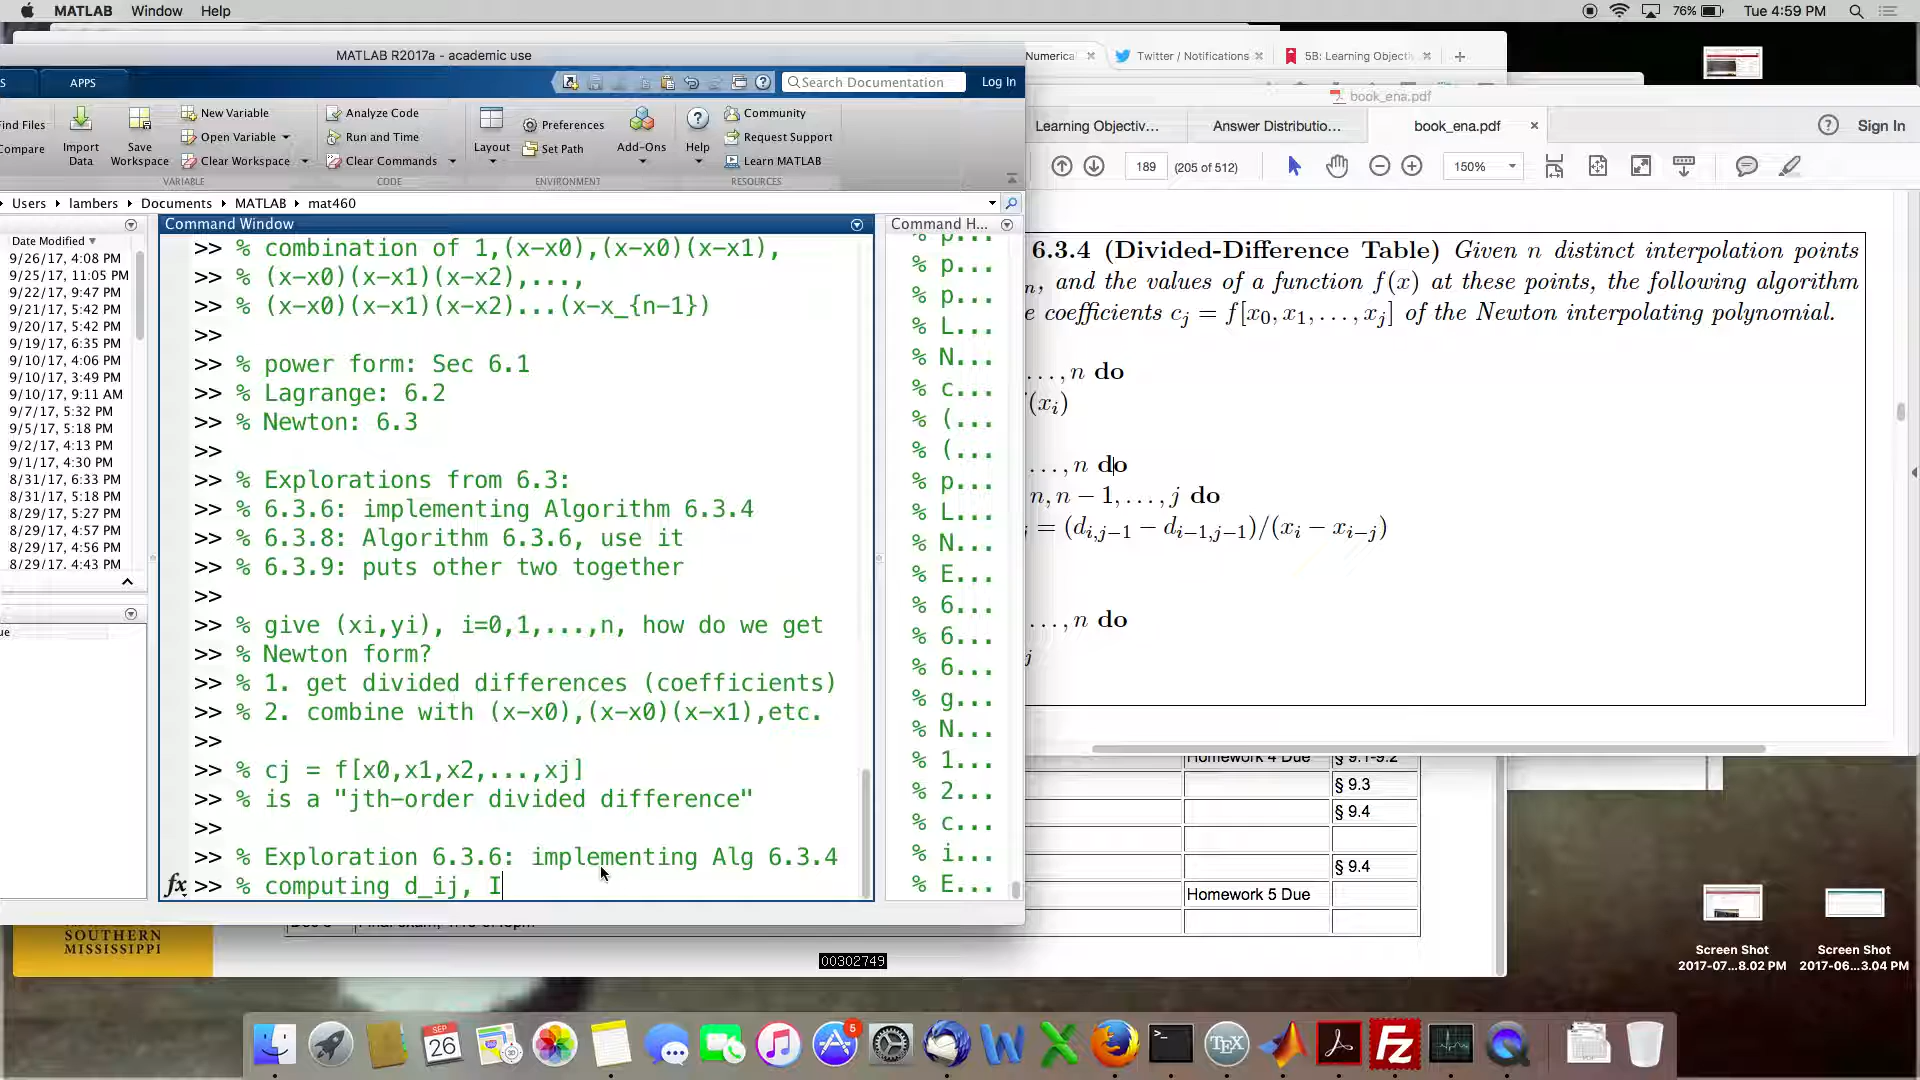 MATLAB Window Help
76% Tue 4:59 PM
MATLAB R2017a - academic use
Numerica
Twitter / Notifications
5B: Learning Objectiv
APPS
Search Documentation
Log In
book_ena.pdf
ind Files
Compare
Import Data
Save Workspace
New Variable
Open Variable
Clear Workspace
VARIABLE
Analyze Code
Run and Time
Clear Commands
CODE
Layout
Preferences
Set Path
Add-Ons
ENVIRONMENT
Help
Community
Request Support
Learn MATLAB
RESOURCES
Learning Objectiv...
Answer Distributio...
book_ena.pdf
Sign In
189 (205 of 512)
150%
Users lambers Documents MATLAB mat460
Date Modified
9/26/17, 4:08 PM
9/25/17, 11:05 PM
9/22/17, 9:47 PM
9/21/17, 5:42 PM
9/20/17, 5:42 PM
9/19/17, 6:35 PM
9/10/17, 4:06 PM
9/10/17, 3:49 PM
9/10/17, 9:11 AM
9/7/17, 5:32 PM
9/5/17, 5:18 PM
9/2/17, 4:13 PM
9/1/17, 4:30 PM
8/31/17, 6:33 PM
8/31/17, 5:18 PM
8/29/17, 5:27 PM
8/29/17, 4:57 PM
8/29/17, 4:56 PM
8/29/17, 4:43 PM
ue
Command Window
>> % combination of 1,(x-x0),(x-x0)(x-x1),
>> % (x-x0)(x-x1)(x-x2),...,
>> % (x-x0)(x-x1)(x-x2)...(x-x_{n-1})
>>
>> % power form: Sec 6.1
>> % Lagrange: 6.2
>> % Newton: 6.3
>>
>> % Explorations from 6.3:
>> % 6.3.6: implementing Algorithm 6.3.4
>> % 6.3.8: Algorithm 6.3.6, use it
>> % 6.3.9: puts other two together
>>
>> % give (xi,yi), i=0,1,...,n, how do we get
>> % Newton form?
>> % 1. get divided differences (coefficients)
>> % 2. combine with (x-x0),(x-x0)(x-x1),etc.
>>
>> % cj = f[x0,x1,x2,...,xj]
>> % is a "jth-order divided difference"
>>
>> % Exploration 6.3.6: implementing Alg 6.3.4
fx >> % computing d_ij, I
Command H...
% p...
% p...
% p...
% L...
% N...
% c...
% (...
% (...
% p...
% L...
% N...
% E...
% 6...
% 6...
% 6...
% g...
% N...
% 1...
% 2...
% c...
% i...
% E...
6.3.4 (Divided-Difference Table) Given n distinct interpolation points
n, and the values of a function f(x) at these points, the following algorithm
e coefficients cj = f[x0, x1, . . . , xj] of the Newton interpolating polynomial.
. . . , n do
(xi)
. . . , n do
n, n − 1, . . . , j do
j = (di,j−1 − di−1,j−1)/(xi − xi−j)
. . . , n do
j
Homework 4 Due § 9.1-9.2
§ 9.3
§ 9.4
§ 9.4
Homework 5 Due
SOUTHERN
MISSISSIPPI
00302749
Screen Shot
2017-07...8.02 PM
Screen Shot
2017-06...3.04 PM
SEP
26
5
TEX